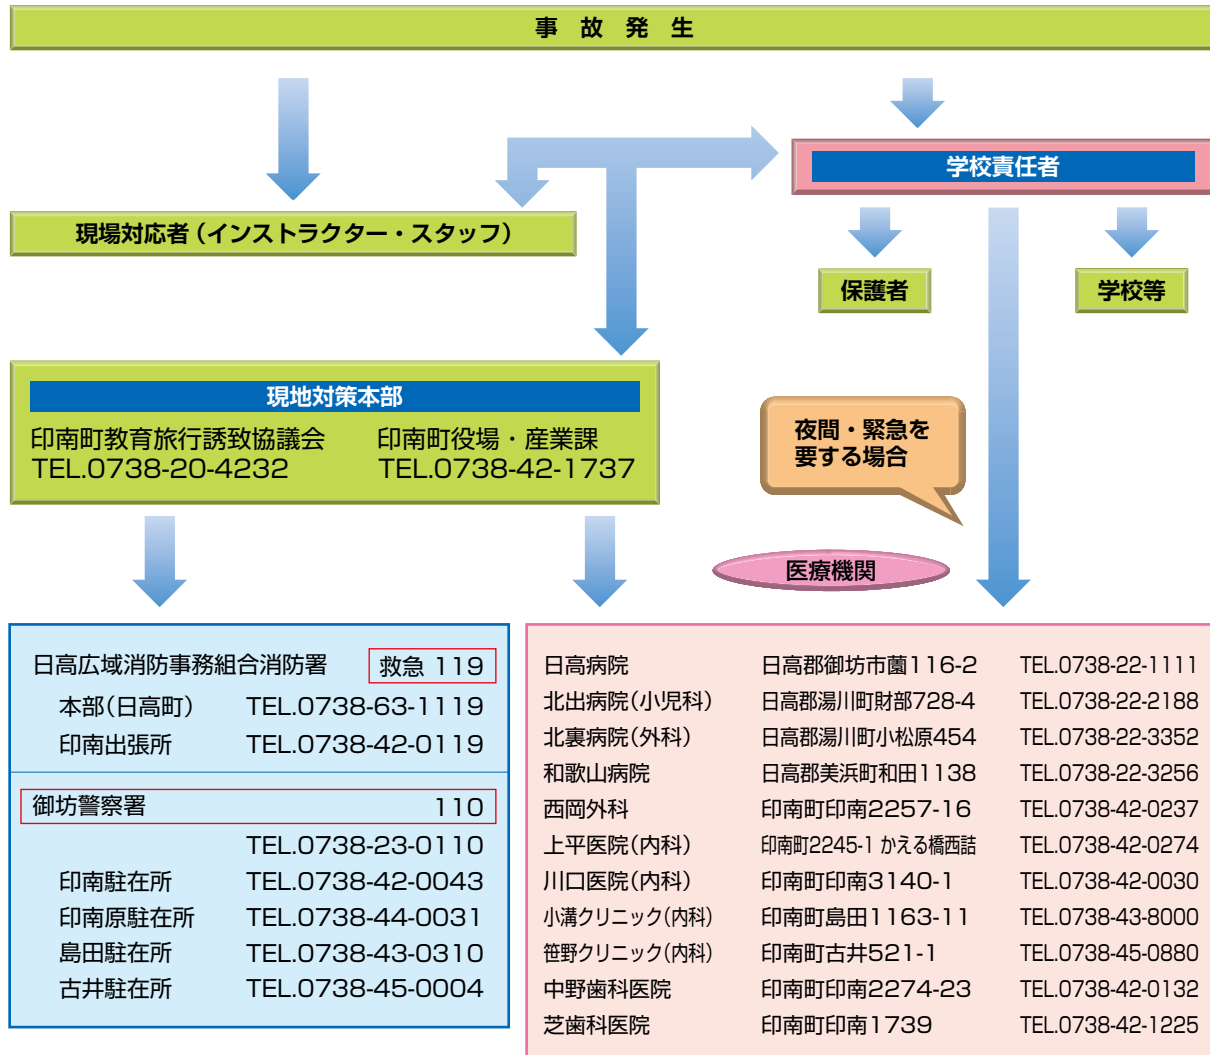 事 故 発 生
学校責任者
現場対応者（インストラクター・スタッフ）
保護者
学校等
現地対策本部
印南町教育旅行誘致協議会 印南町役場・産業課
TEL.0738-20-4232 TEL.0738-42-1737
夜間・緊急を
要する場合
医療機関
日高広域消防事務組合消防署 救急 119
本部(日高町) TEL.0738-63-1119
印南出張所 TEL.0738-42-0119
御坊警察署 110
TEL.0738-23-0110
印南駐在所 TEL.0738-42-0043
印南原駐在所 TEL.0738-44-0031
島田駐在所 TEL.0738-43-0310
古井駐在所 TEL.0738-45-0004
日高病院 日高郡御坊市薗116-2 TEL.0738-22-1111
北出病院(小児科) 日高郡湯川町財部728-4 TEL.0738-22-2188
北裏病院(外科) 日高郡湯川町小松原454 TEL.0738-22-3352
和歌山病院 日高郡美浜町和田1138 TEL.0738-22-3256
西岡外科 印南町印南2257-16 TEL.0738-42-0237
上平医院(内科) 印南町2245-1 かえる橋西詰 TEL.0738-42-0274
川口医院(内科) 印南町印南3140-1 TEL.0738-42-0030
小溝クリニック(内科) 印南町島田1163-11 TEL.0738-43-8000
笹野クリニック(内科) 印南町古井521-1 TEL.0738-45-0880
中野歯科医院 印南町印南2274-23 TEL.0738-42-0132
芝歯科医院 印南町印南1739 TEL.0738-42-1225